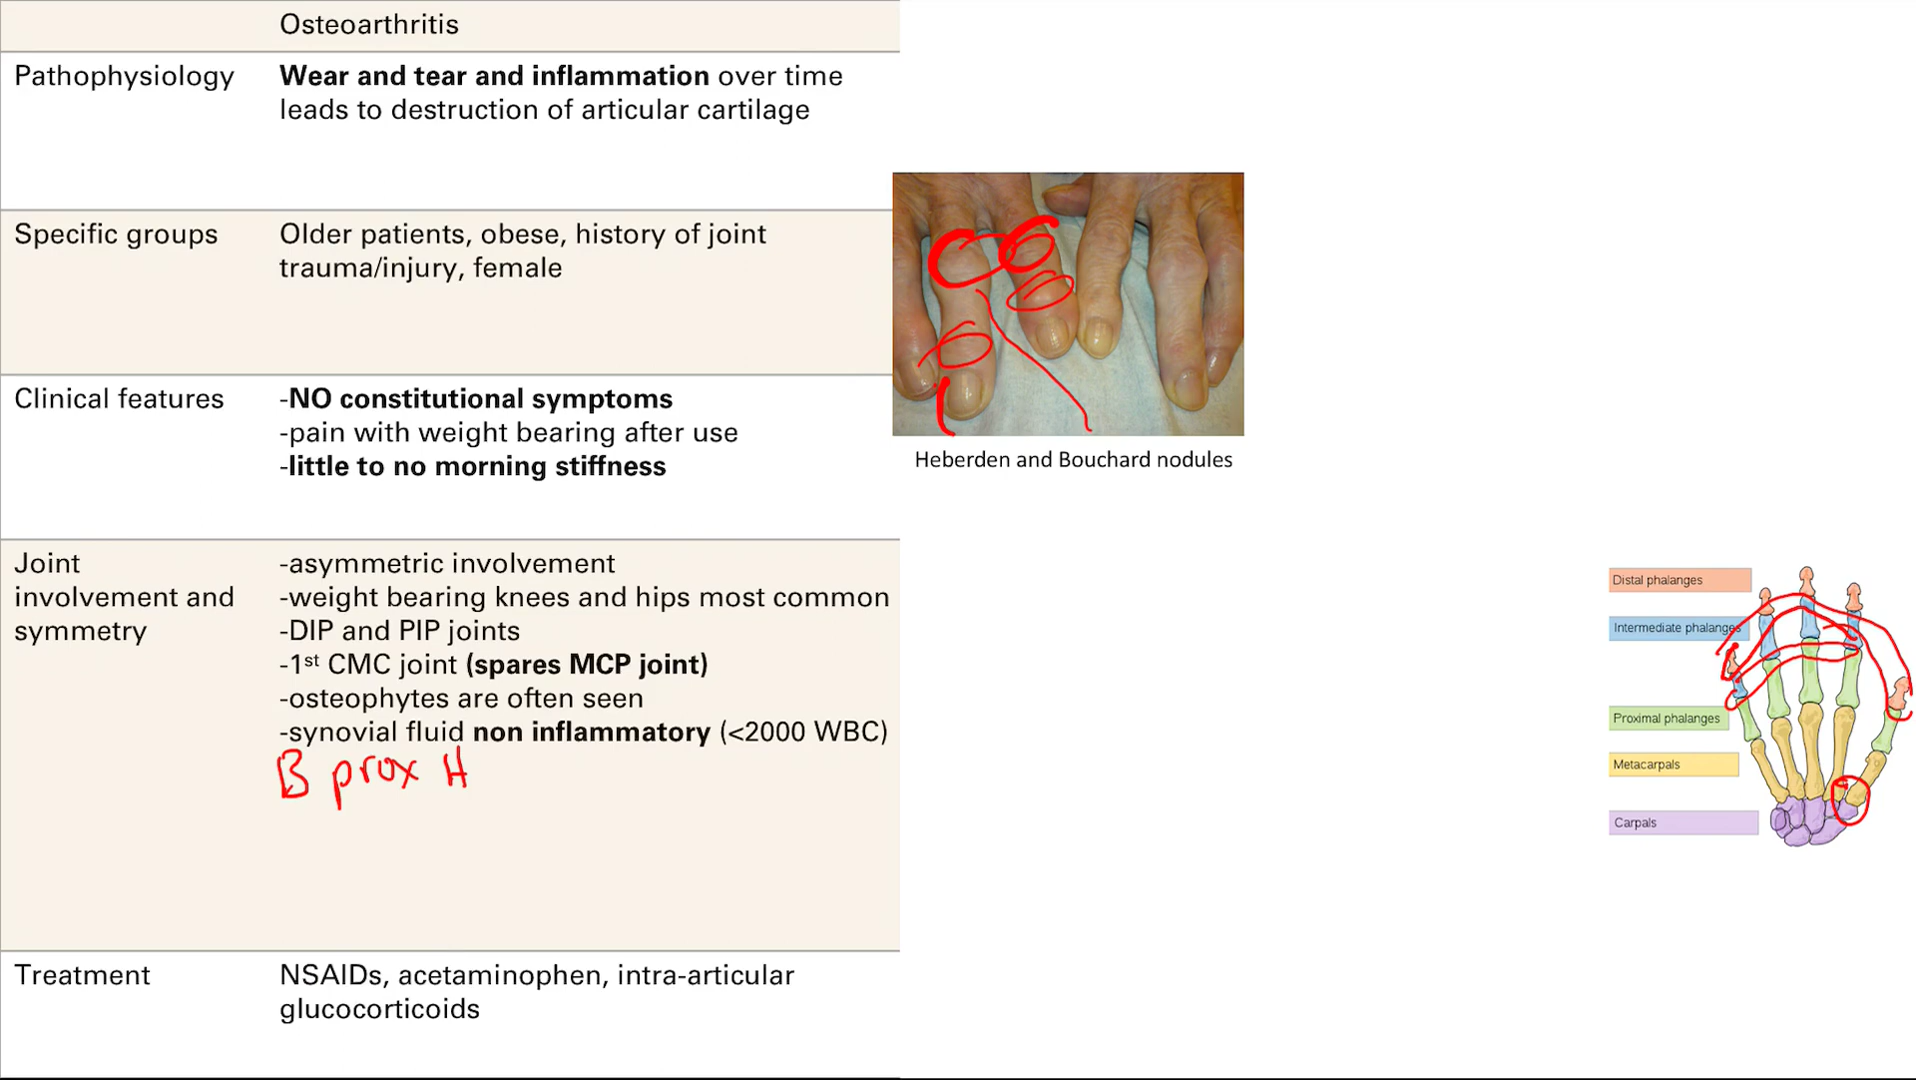 Osteoarthritis
Pathophysiology
Wear and tear and inflammation over time
leads to destruction of articular cartilage
Specific groups
Older patients, obese, history of joint
trauma/injury, female
Clinical features
-NO constitutional symptoms
-pain with weight bearing after use
-little to no morning stiffness
Heberden and Bouchard nodules
Joint
involvement and
symmetry
-asymmetric involvement
-weight bearing knees and hips most common
-DIP and PIP joints
-1st CMC joint (spares MCP joint)
-osteophytes are often seen
-synovial fluid non inflammatory (<2000 WBC)
B prox H
Distal phalanges
Intermediate phalanges
Proximal phalanges
Metacarpals
Carpals
Treatment
NSAIDs, acetaminophen, intra-articular
glucocorticoids